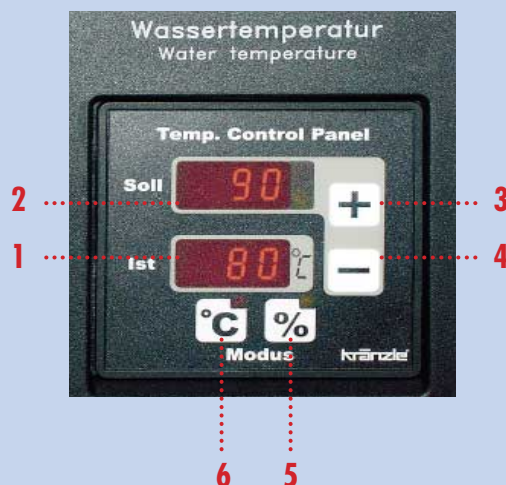 Wassertemperatur
Water temperature
Temp. Control Panel
Soll 90 +
2 3
1 4
Ist 80 °C −
°C %
Modus kränzle
6 5